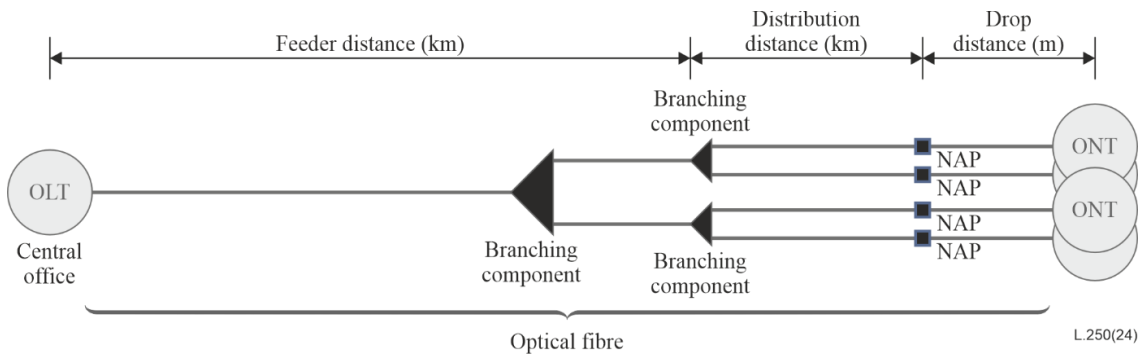 Feeder distance (km)
Distribution
distance (km)
Drop
distance (m)
Branching
component
OLT
Central
office
Branching
component
Branching
component
NAP
NAP
NAP
NAP
ONT
ONT
Optical fibre
L.250(24)